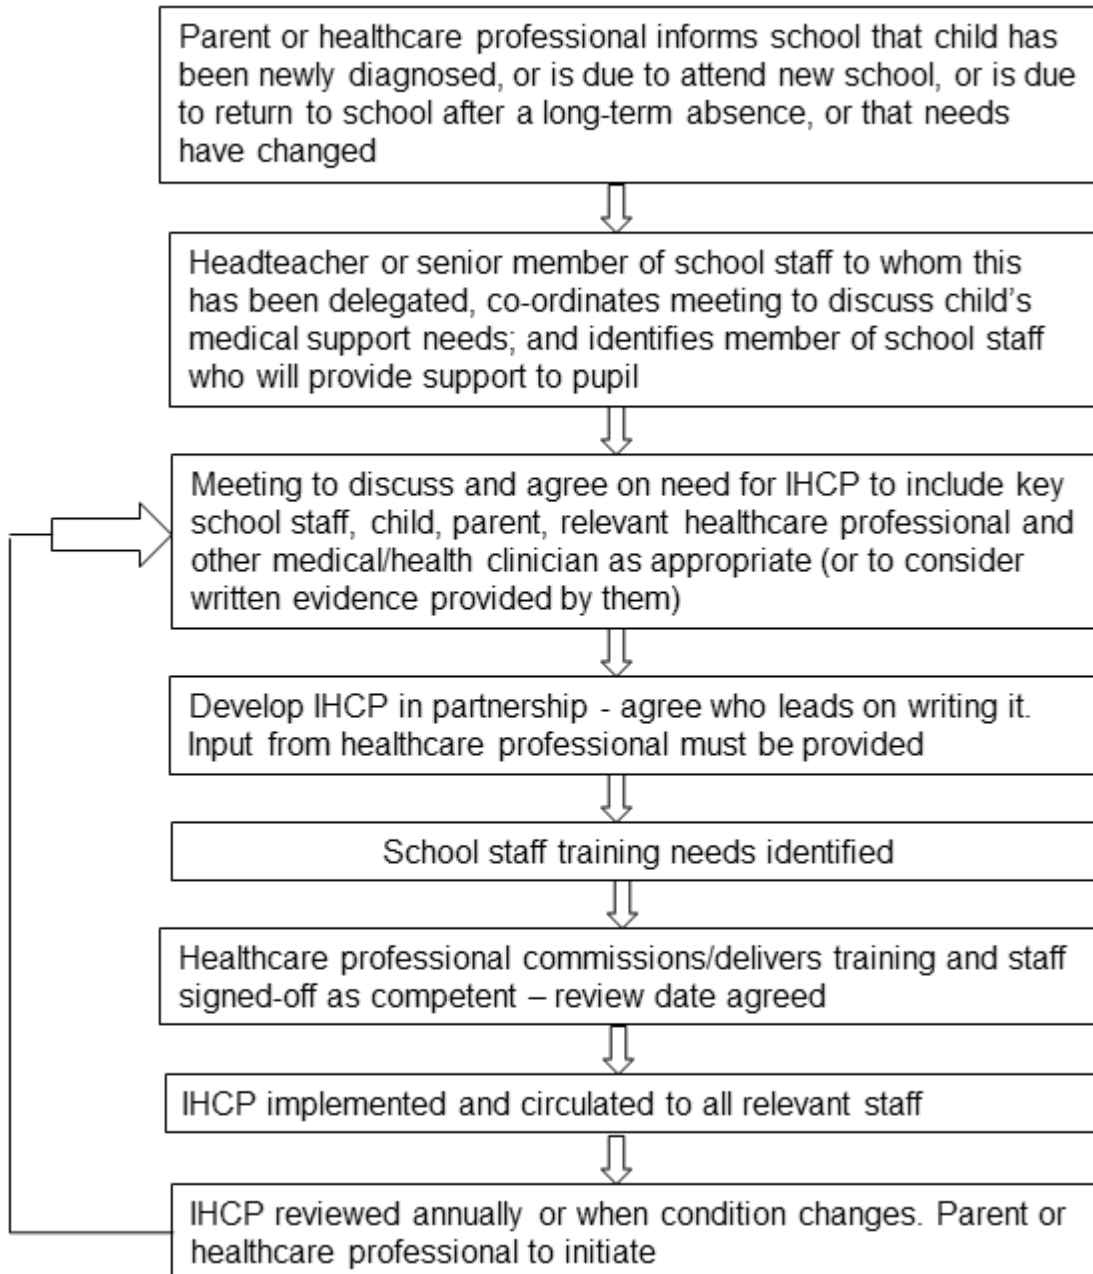 Parent or healthcare professional informs school that child has
been newly diagnosed, or is due to attend new school, or is due
to return to school after a long-term absence, or that needs
have changed
Headteacher or senior member of school staff to whom this
has been delegated, co-ordinates meeting to discuss child's
medical support needs; and identifies member of school staff
who will provide support to pupil
Meeting to discuss and agree on need for IHCP to include key
school staff, child, parent, relevant healthcare professional and
other medical/health clinician as appropriate (or to consider
written evidence provided by them)
Develop IHCP in partnership - agree who leads on writing it.
Input from healthcare professional must be provided
School staff training needs identified
Healthcare professional commissions/delivers training and staff
signed-off as competent – review date agreed
IHCP implemented and circulated to all relevant staff
IHCP reviewed annually or when condition changes. Parent or
healthcare professional to initiate